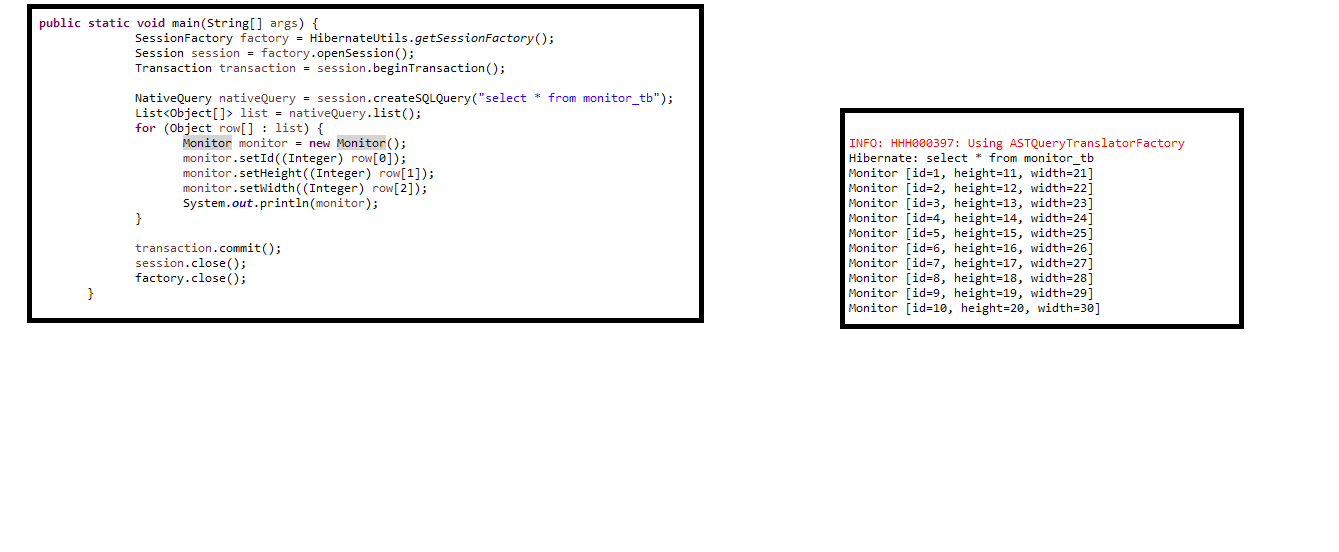 public static void main(String[] args) {
SessionFactory factory = HibernateUtils.getSessionFactory();
Session session = factory.openSession();
Transaction transaction = session.beginTransaction();
NativeQuery nativeQuery = session.createSQLQuery("select * from monitor_tb");
List<Object[]> list = nativeQuery.list();
for (Object row[] : list) {
Monitor monitor = new Monitor();
monitor.setId((Integer) row[0]);
monitor.setHeight((Integer) row[1]);
monitor.setWidth((Integer) row[2]);
System.out.println(monitor);
}
transaction.commit();
session.close();
factory.close();
}
INFO: HHH000397: Using ASTQueryTranslatorFactory
Hibernate: select * from monitor_tb
Monitor [id=1, height=11, width=21]
Monitor [id=2, height=12, width=22]
Monitor [id=3, height=13, width=23]
Monitor [id=4, height=14, width=24]
Monitor [id=5, height=15, width=25]
Monitor [id=6, height=16, width=26]
Monitor [id=7, height=17, width=27]
Monitor [id=8, height=18, width=28]
Monitor [id=9, height=19, width=29]
Monitor [id=10, height=20, width=30]